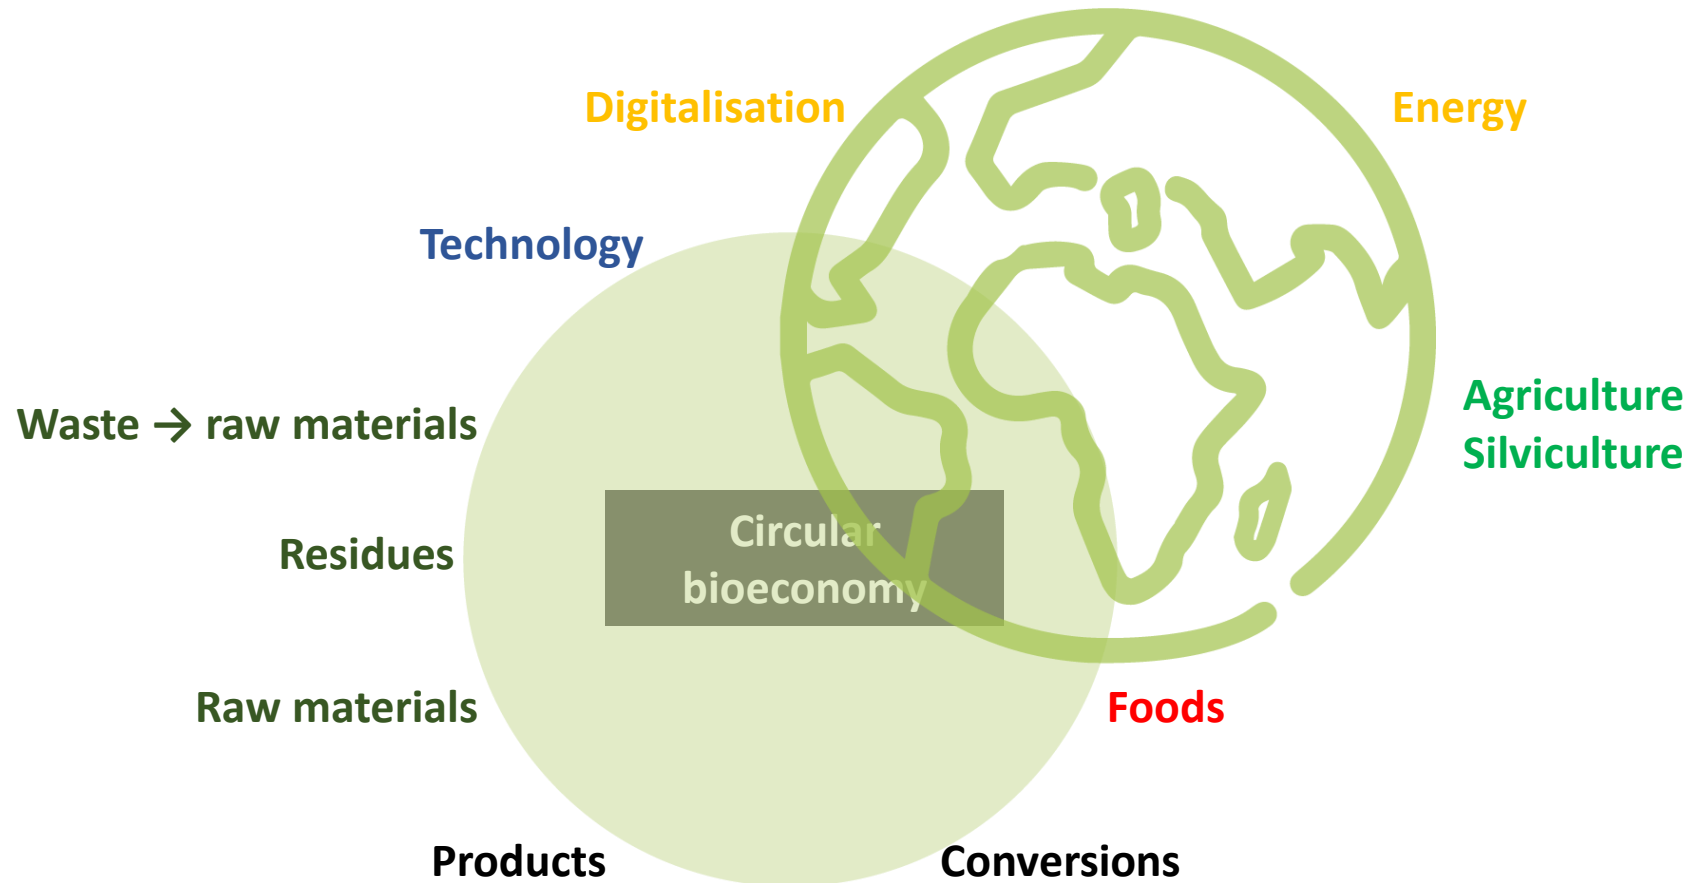 Digitalisation
Energy
Technology
Agriculture
Silviculture
Waste → raw materials
Circular
bioeconomy
Residues
Raw materials
Foods
Products
Conversions